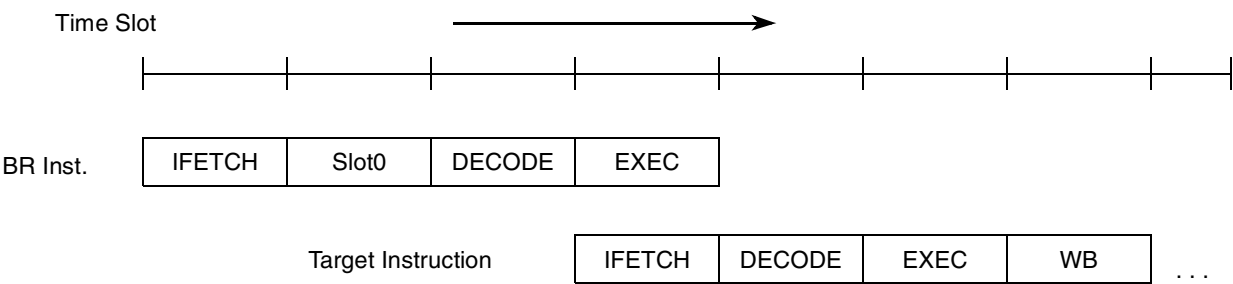 Time Slot
BR Inst. IFETCH Slot0 DECODE EXEC
Target Instruction IFETCH DECODE EXEC WB . . .